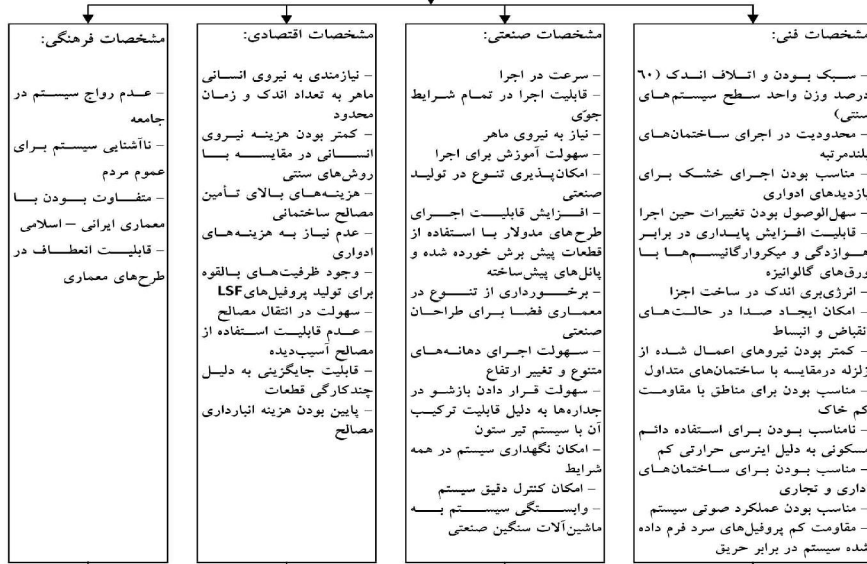 مشخصات فنی:
– سبک بودن و اتلاف اندک (۶۰
درصد وزن واحد سطح سیستم‌های
سنتی)
– محدودیت در اجرای ساختمان‌های
بلندمرتبه
– مناسب بودن اجرای خشک برای
بازدیدهای ادواری
– سهل‌الوصول بودن تغییرات حین اجرا
– قابلیت افزایش پایداری در برابر
هوازدگی و میکروارگانیسم‌ها با
ورق‌های گالوانیزه
– انرژی‌بری اندک در ساخت اجزا
– امکان ایجاد صدا در حالت‌های
نقباض و انبساط
– کمتر بودن نیروهای اعمال شده از
زلزله درمقایسه با ساختمان‌های متداول
– مناسب بودن برای مناطق با مقاومت
کم خاک
– نامناسب بودن برای استفاده دائم
مسکونی به دلیل اینرسی حرارتی کم
– مناسب بودن برای ساختمان‌های
داری و تجاری
– مناسب بودن عملکرد صوتی سیستم
– مقاومت کم پروفیل‌های سرد فرم داده
شده سیستم در برابر حریق
مشخصات صنعتی:
– سرعت در اجرا
– قابلیت اجرا در تمام شرایط
جوّی
– نیاز به نیروی ماهر
– سهولت آموزش برای اجرا
– امکان‌پذیری تنوع در تولید
صنعتی
– افزایش قابلیت اجرای
طرح‌های مدولار با استفاده از
قطعات پیش برش خورده شده و
پانل‌های پیش‌ساخته
– برخورداری از تنوع در
معماری فضا برای طراحان
صنعتی
– سهولت اجرای دهانه‌های
متنوع و تغییر ارتفاع
– سهولت قرار دادن بازشو در
جداره‌ها به دلیل قابلیت ترکیب
آن با سیستم تیر ستون
– امکان نگهداری سیستم در همه
شرایط
– امکان کنترل دقیق سیستم
– وابستگی سیستم به
ماشین‌آلات سنگین صنعتی
مشخصات اقتصادی:
– نیازمندی به نیروی انسانی
ماهر به تعداد اندک و زمان
محدود
– کمتر بودن هزینه نیروی
انسانی در مقایسه با
روش‌های سنتی
– هزینه‌های بالای تأمین
مصالح ساختمانی
– عدم نیاز به هزینه‌های
ادواری
– وجود ظرفیت‌های بالقوه
برای تولید پروفیل‌های LSF
– سهولت در انتقال مصالح
– عدم قابلیت استفاده از
مصالح آسیب‌دیده
– قابلیت جایگزینی به دلیل
چندکارگی قطعات
– پایین بودن هزینه انبارداری
مصالح
مشخصات فرهنگی:
– عدم رواج سیستم در
جامعه
– ناآشنایی سیستم برای
عموم مردم
– متفاوت بودن با
معماری ایرانی – اسلامی
– قابلیت انعطاف در
طرح‌های معماری